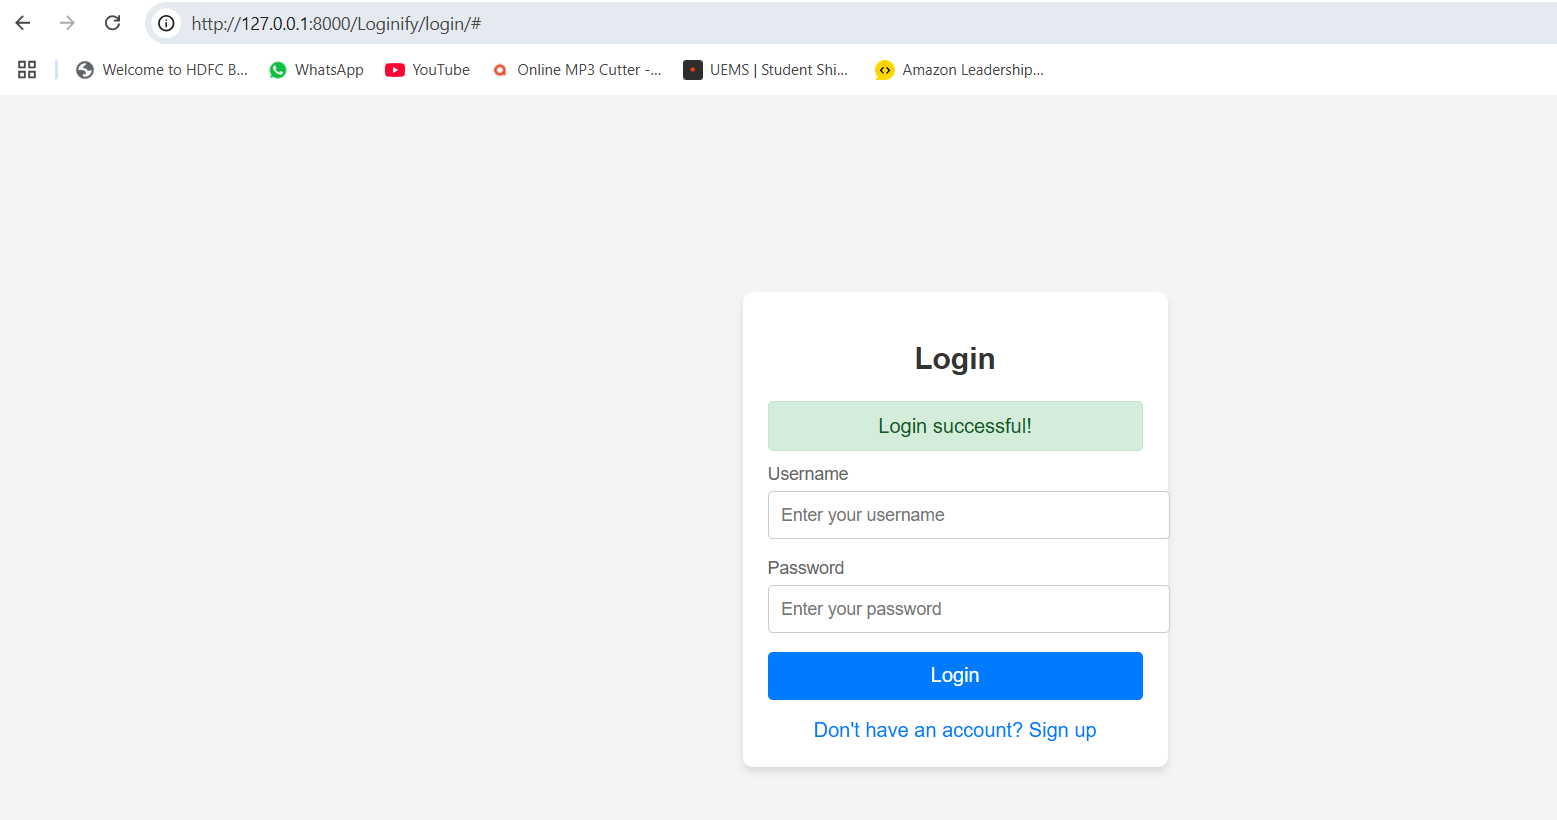 http://127.0.0.1:8000/Loginify/login/#
Welcome to HDFC B... WhatsApp YouTube Online MP3 Cutter -... UEMS | Student Shi... Amazon Leadership...
Login
Login successful!
Username
Enter your username
Password
Enter your password
Login
Don't have an account? Sign up